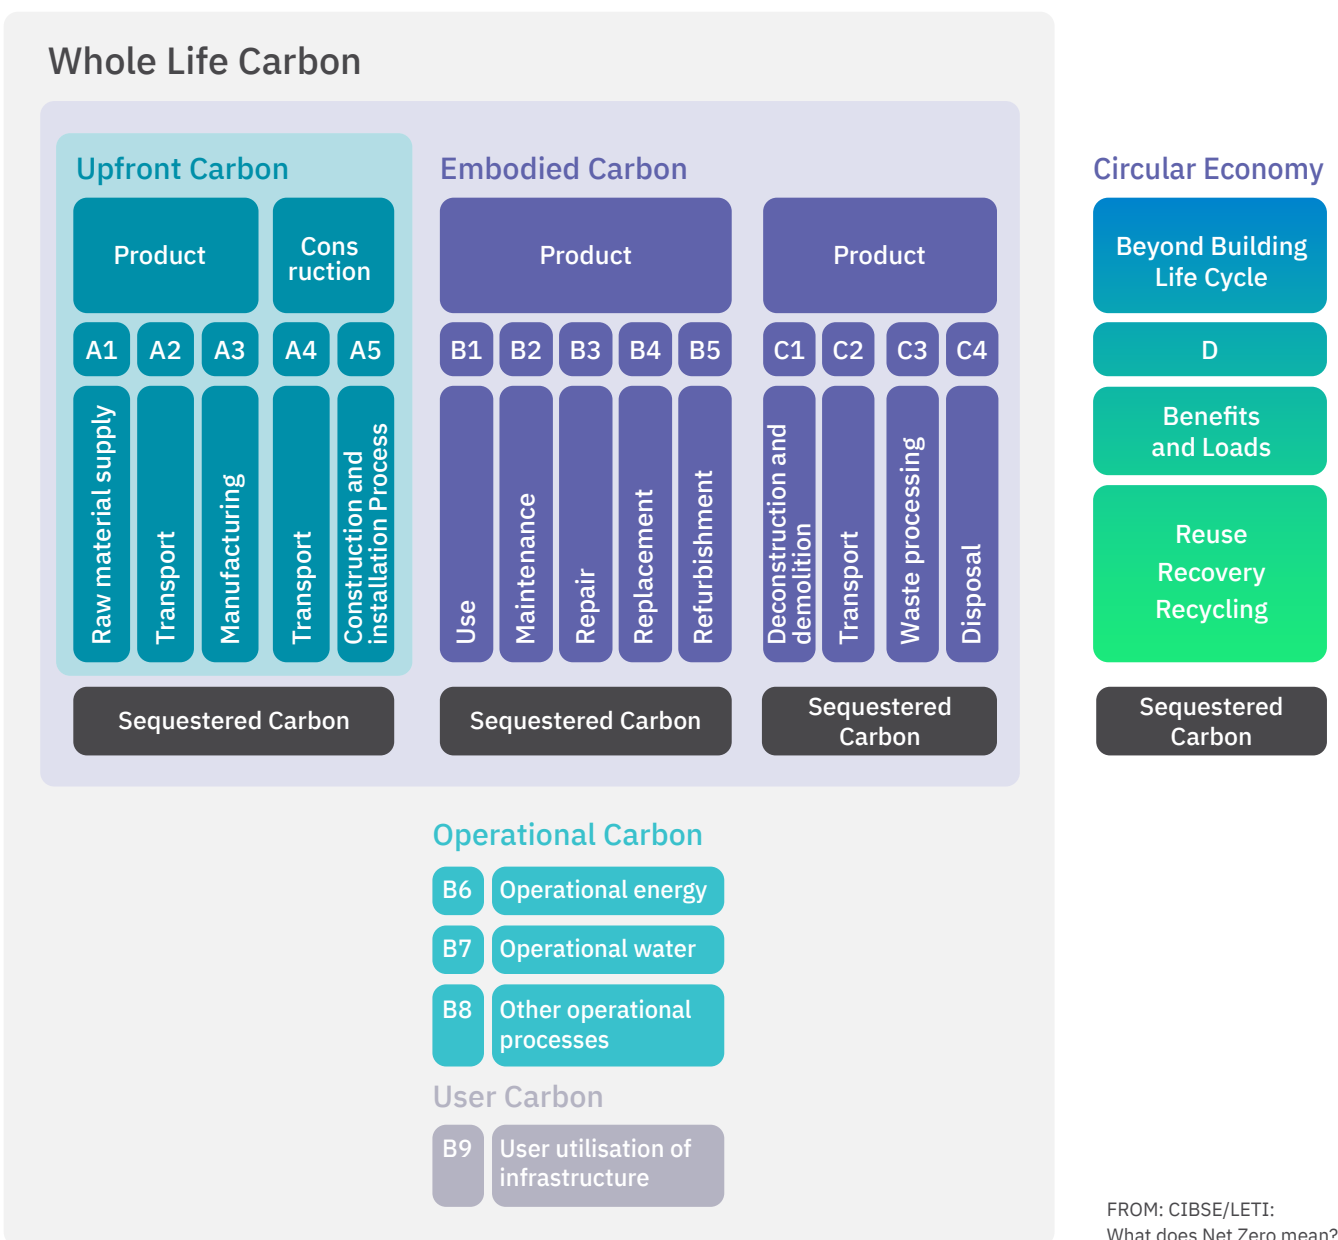 Whole Life Carbon
Upfront Carbon
Embodied Carbon
Circular Economy
Product
Cons
ruction
Product
Product
Beyond Building
Life Cycle
A1
A2
A3
A4
A5
B1
B2
B3
B4
B5
C1
C2
C3
C4
D
Raw material supply
Transport
Manufacturing
Transport
Construction and
installation Process
Use
Maintenance
Repair
Replacement
Refurbishment
Deconstruction and
demolition
Transport
Waste processing
Disposal
Benefits
and Loads
Reuse
Recovery
Recycling
Sequestered Carbon
Sequestered Carbon
Sequestered
Carbon
Sequestered
Carbon
Operational Carbon
B6
Operational energy
B7
Operational water
B8
Other operational
processes
User Carbon
B9
User utilisation of
infrastructure
FROM: CIBSE/LETI:
What does Net Zero mean?